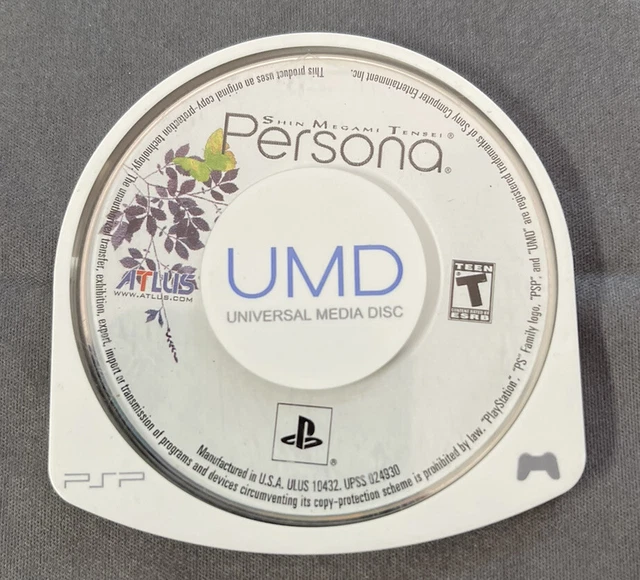 SHIN MEGAMI TENSEI®
Persona®
ATLUS
WWW.ATLUS.COM
UMD
UNIVERSAL MEDIA DISC
TEEN
T
ESRB
®
Manufactured in U.S.A. ULUS 10432. UPSS 024930
"PlayStation", "PS" Family logo, "PSP", and "UMD" are registered trademarks of Sony Computer Entertainment Inc. This product uses an original copy-protection technology. The unauthorized transfer, exhibition, export, import or transmission of programs and devices circumventing its copy-protection scheme is prohibited by law.
PSP